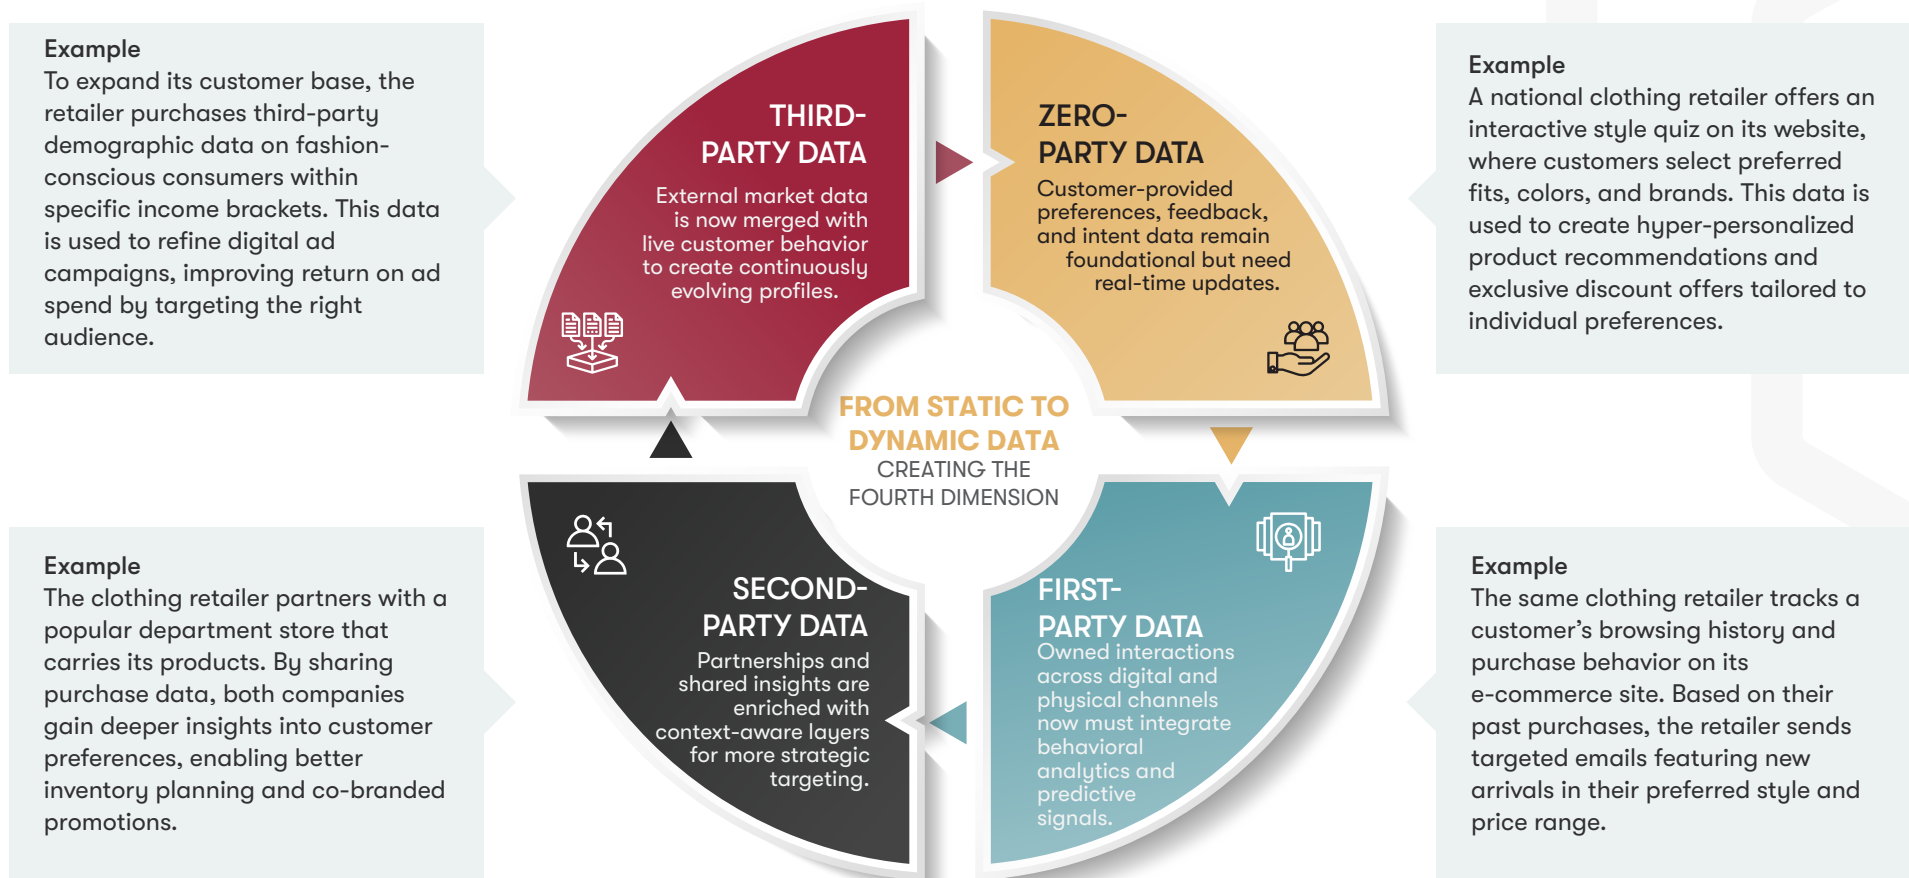 Example
To expand its customer base, the
retailer purchases third-party
demographic data on fashion-
conscious consumers within
specific income brackets. This data
is used to refine digital ad
campaigns, improving return on ad
spend by targeting the right
audience.
THIRD-
PARTY DATA
External market data
is now merged with
live customer behavior
to create continuously
evolving profiles.
ZERO-
PARTY DATA
Customer-provided
preferences, feedback,
and intent data remain
foundational but need
real-time updates.
Example
A national clothing retailer offers an
interactive style quiz on its website,
where customers select preferred
fits, colors, and brands. This data is
used to create hyper-personalized
product recommendations and
exclusive discount offers tailored to
individual preferences.
FROM STATIC TO
DYNAMIC DATA
CREATING THE
FOURTH DIMENSION
Example
The clothing retailer partners with a
popular department store that
carries its products. By sharing
purchase data, both companies
gain deeper insights into customer
preferences, enabling better
inventory planning and co-branded
promotions.
SECOND-
PARTY DATA
Partnerships and
shared insights are
enriched with
context-aware layers
for more strategic
targeting.
FIRST-
PARTY DATA
Owned interactions
across digital and
physical channels
now must integrate
behavioral
analytics and
predictive
signals.
Example
The same clothing retailer tracks a
customer’s browsing history and
purchase behavior on its
e-commerce site. Based on their
past purchases, the retailer sends
targeted emails featuring new
arrivals in their preferred style and
price range.